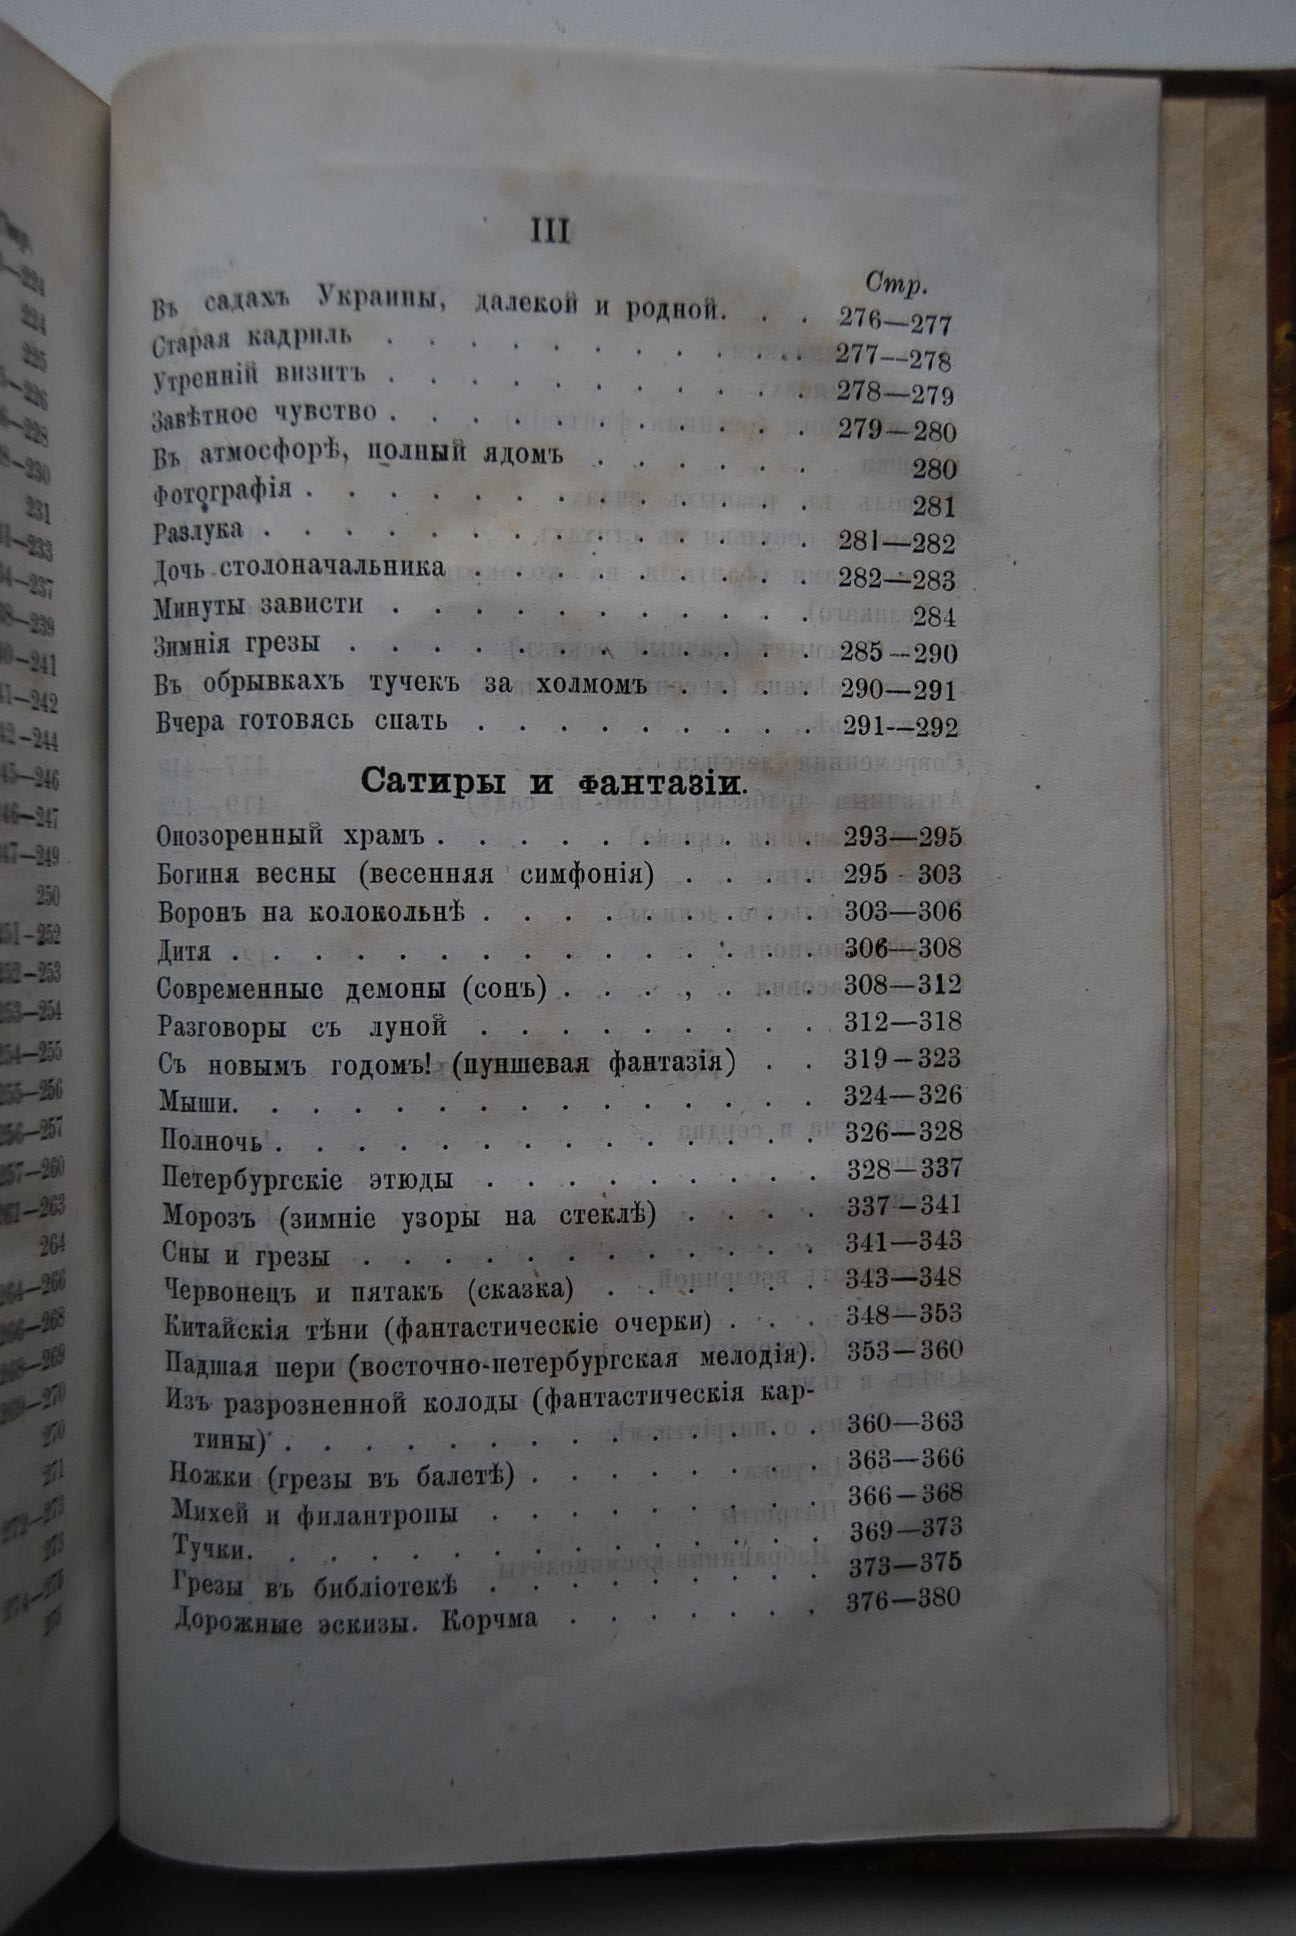 III
Стр.
Въ садахъ Украины, далекой и родной. . . 276—277
Старая кадриль . . . . . . . . . . . 277—278
Утренній визитъ . . . . . . . . . . . 278—279
Завѣтное чувство . . . . . . . . . . . 279—280
Въ атмосфорѣ, полный ядомъ . . . . . . 280
Фотографія . . . . . . . . . . . . . 281
Разлука . . . . . . . . . . . . . . 281—282
Дочь столоначальника . . . . . . . . . 282—283
Минуты зависти . . . . . . . . . . . 284
Зимнія грезы . . . . . . . . . . . . 285—290
Въ обрывкахъ тучекъ за холмомъ . . . . 290—291
Вчера готовясь спать . . . . . . . . . 291—292
Сатиры и фантазіи.
Опозоренный храмъ . . . . . . . . . . 293—295
Богиня весны (весенняя симфонія) . . . . 295-303
Воронъ на колокольнѣ . . . . . . . . . 303—306
Дитя . . . . . . . . . . . . . . . 306—308
Современные демоны (сонъ) . . . . . . . 308—312
Разговоры съ луной . . . . . . . . . 312—318
Съ новымъ годомъ! (пуншевая фантазія) . . 319—323
Мыши. . . . . . . . . . . . . . . 324—326
Полночь . . . . . . . . . . . . . . 326—328
Петербургскіе этюды . . . . . . . . . 328—337
Морозъ (зимніе узоры на стеклѣ) . . . . 337—341
Сны и грезы . . . . . . . . . . . . 341—343
Червонецъ и пятакъ (сказка) . . . . . . 343—348
Китайскія тѣни (фантастическіе очерки) . . . 348—353
Падшая пери (восточно-петербургская мелодія). 353—360
Изъ разрозненной колоды (фантастическія кар-
тины) . . . . . . . . . . . . . . 360—363
Ножки (грезы въ балетѣ) . . . . . . . . 363—366
Михей и филантропы . . . . . . . . . 366—368
Тучки. . . . . . . . . . . . . . . 369—373
Грезы въ библіотекѣ . . . . . . . . . 373—375
Дорожные эскизы. Корчма . . . . . . . 376—380